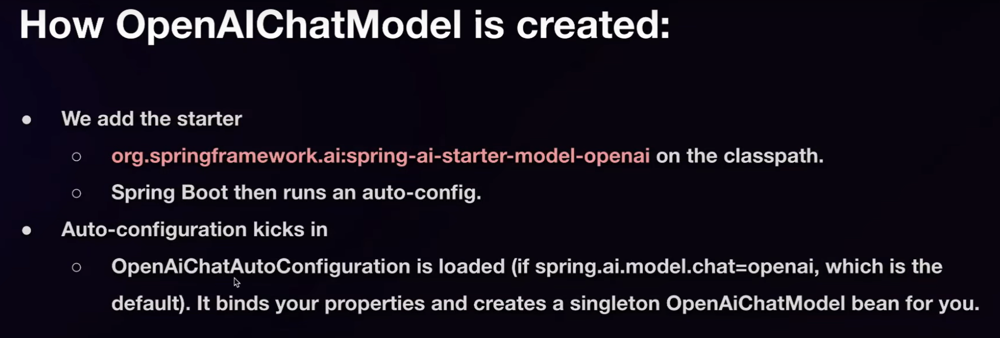 How OpenAIChatModel is created:
● We add the starter
○ org.springframework.ai:spring-ai-starter-model-openai on the classpath.
○ Spring Boot then runs an auto-config.
● Auto-configuration kicks in
○ OpenAiChatAutoConfiguration is loaded (if spring.ai.model.chat=openai, which is the
default). It binds your properties and creates a singleton OpenAiChatModel bean for you.